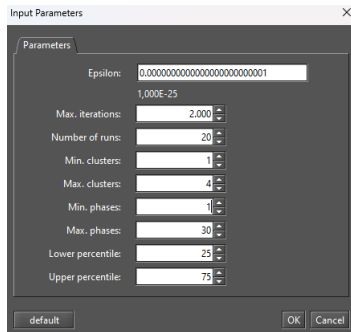 Input Parameters
Parameters
Epsilon: 0.0000000000000000000000001
1,000E-25
Max. iterations: 2.000
Number of runs: 20
Min. clusters: 1
Max. clusters: 4
Min. phases: 1
Max. phases: 30
Lower percentile: 25
Upper percentile: 75
default OK Cancel